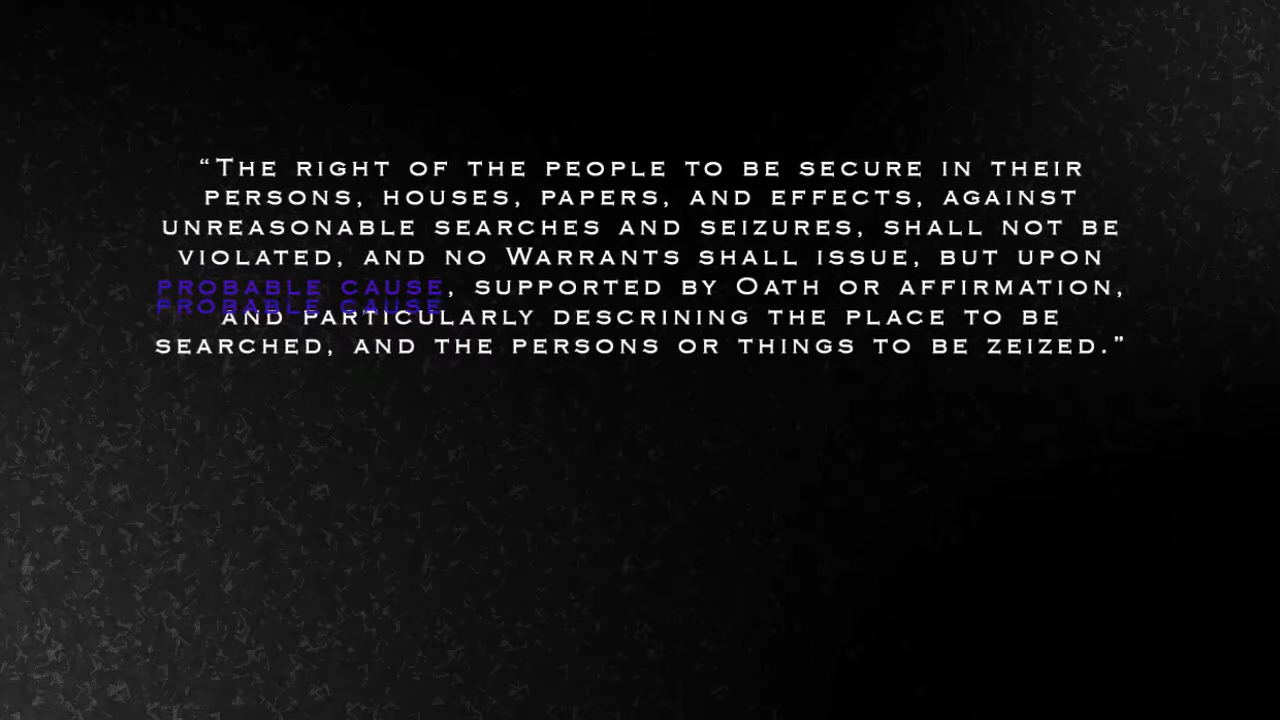 “The right of the people to be secure in their
persons, houses, papers, and effects, against
unreasonable searches and seizures, shall not be
violated, and no Warrants shall issue, but upon
probable cause, supported by Oath or affirmation,
probable cause
and particularly descrining the place to be
searched, and the persons or things to be zeized.”